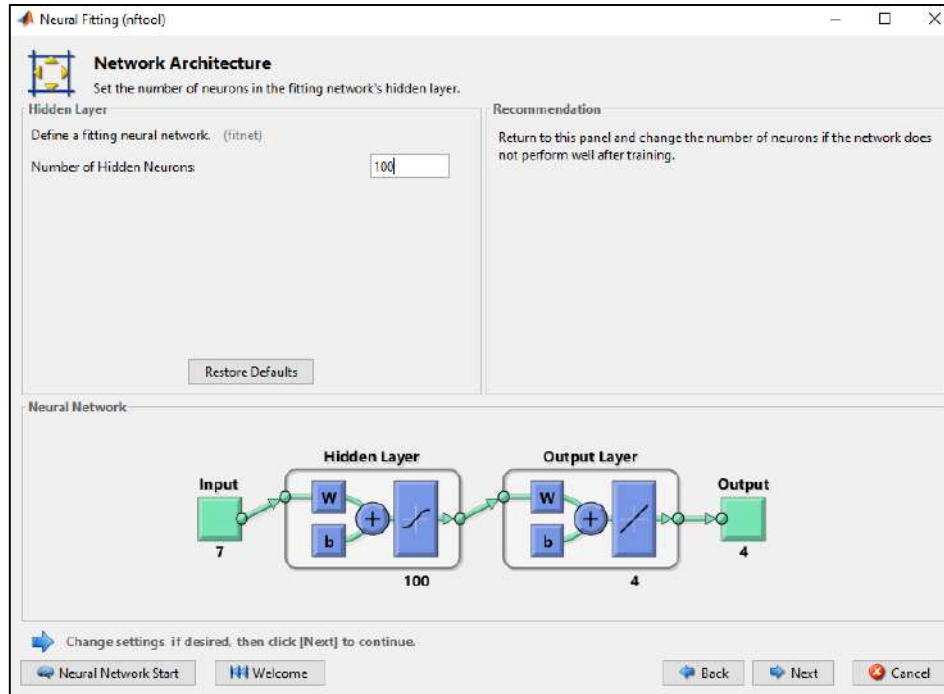 Neural Fitting (nftool)
Network Architecture
Set the number of neurons in the fitting network's hidden layer.
Hidden Layer
Define a fitting neural network. (fitnet)
Number of Hidden Neurons:
100
Restore Defaults
Recommendation
Return to this panel and change the number of neurons if the network does
not perform well after training.
Neural Network
Hidden Layer
Output Layer
Input
Output
W
b
W
b
7
100
4
4
Change settings if desired, then click [Next] to continue.
Neural Network Start
Welcome
Back
Next
Cancel